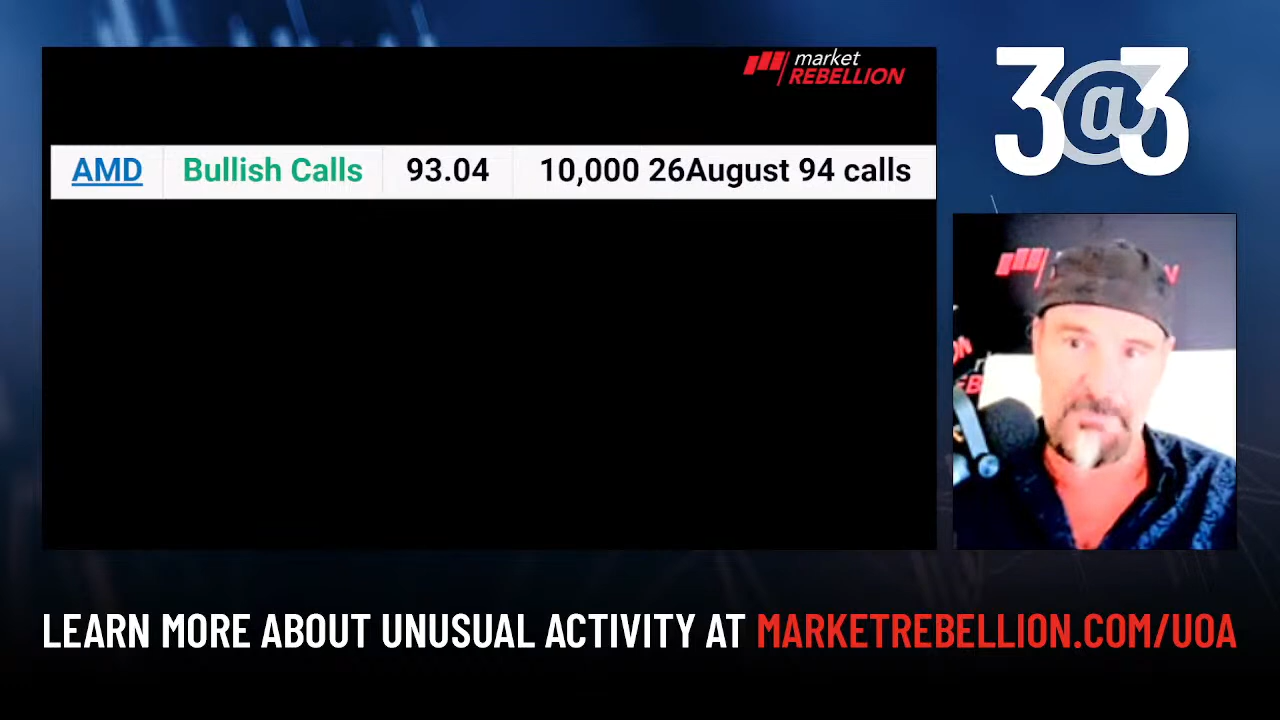 market
REBELLION
3@3
AMD Bullish Calls 93.04 10,000 26August 94 calls
LEARN MORE ABOUT UNUSUAL ACTIVITY AT MARKETREBELLION.COM/UOA